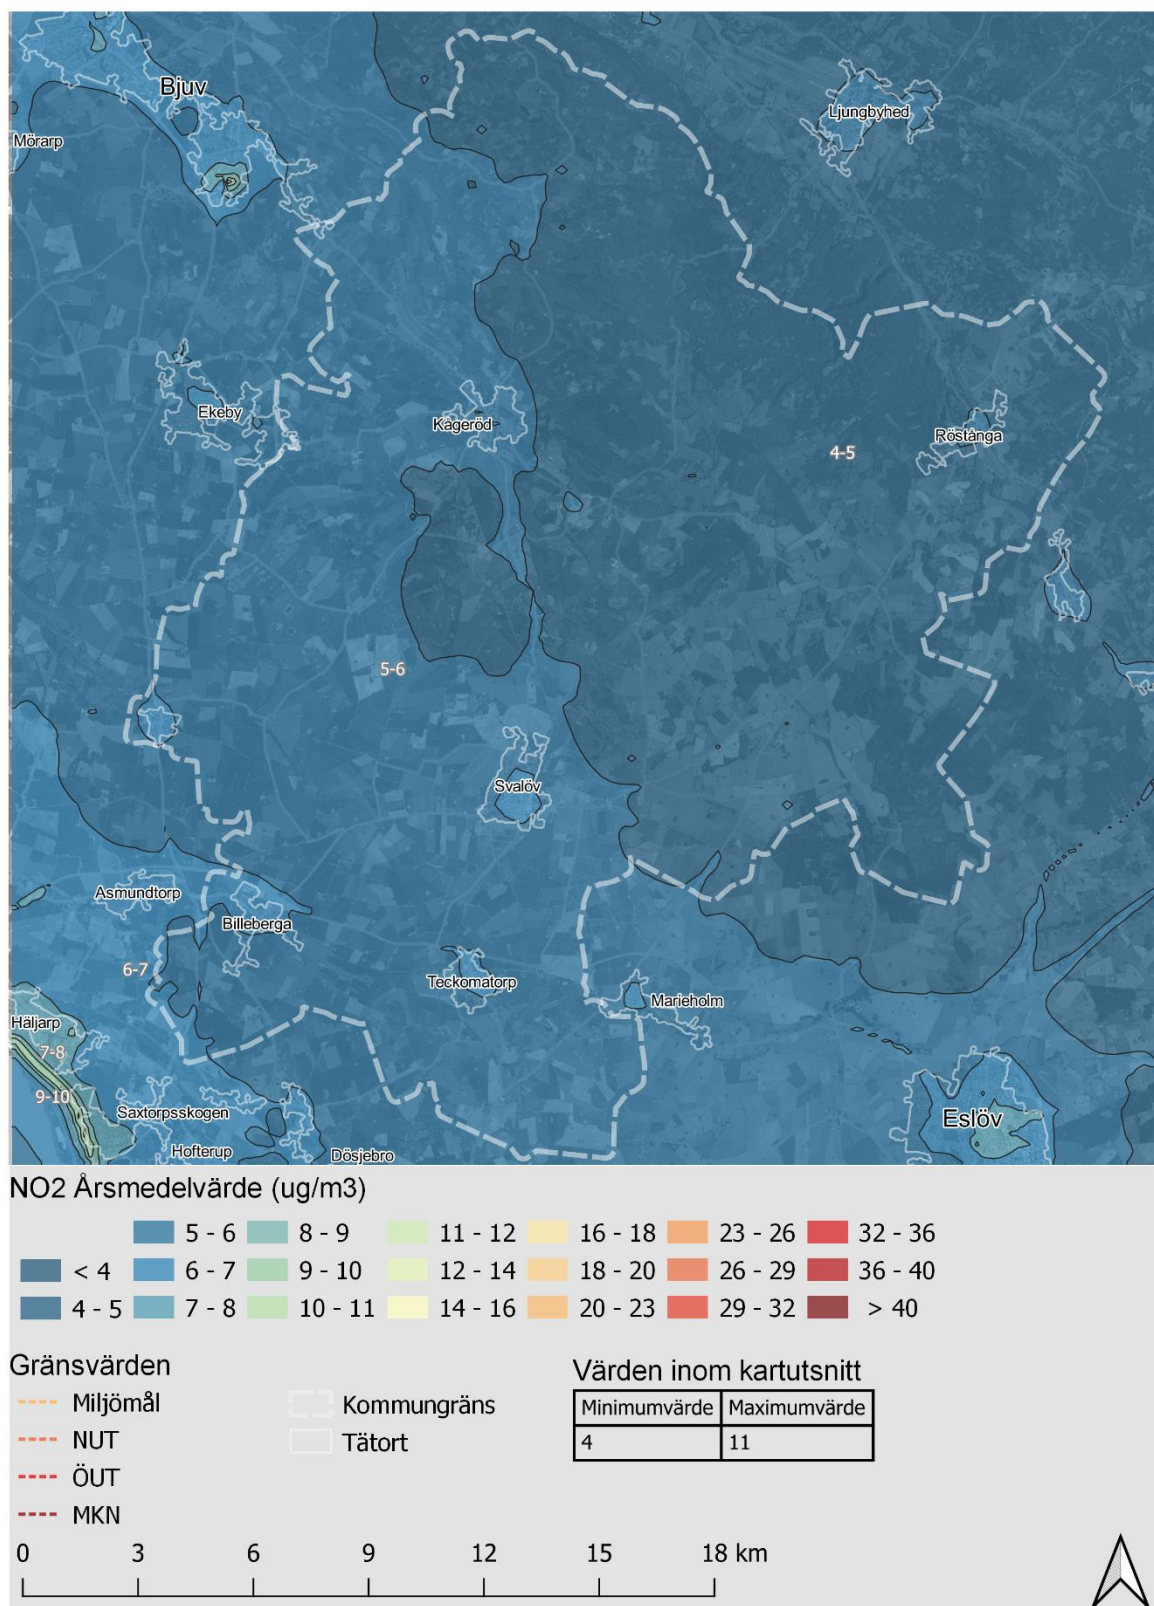 Bjuv
Ljungbyhed
Mörarp
Ekeby
Kågeröd
Röstånga
4-5
5-6
Svalöv
Asmundtorp
Billeberga
6-7
Teckomatorp
Marieholm
Häljarp
7-8
9-10
Saxtorpsskogen
Eslöv
Hofterup
Dösjebro
NO2 Årsmedelvärde (ug/m3)
5 - 6 8 - 9 11 - 12 16 - 18 23 - 26 32 - 36
< 4 6 - 7 9 - 10 12 - 14 18 - 20 26 - 29 36 - 40
4 - 5 7 - 8 10 - 11 14 - 16 20 - 23 29 - 32 > 40
Gränsvärden
Miljömål
NUT
ÖUT
MKN
Kommungräns
Tätort
Värden inom kartutsnitt
Minimumvärde Maximumvärde
4 11
0 3 6 9 12 15 18 km